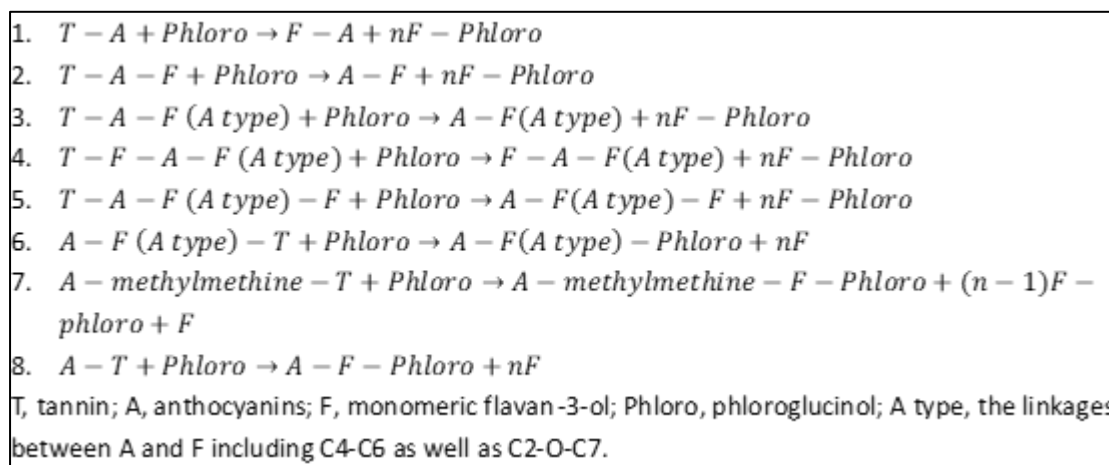 1. T − A + Phloro → F − A + nF − Phloro
2. T − A − F + Phloro → A − F + nF − Phloro
3. T − A − F (A type) + Phloro → A − F(A type) + nF − Phloro
4. T − F − A − F (A type) + Phloro → F − A − F(A type) + nF − Phloro
5. T − A − F (A type) − F + Phloro → A − F(A type) − F + nF − Phloro
6. A − F (A type) − T + Phloro → A − F(A type) − Phloro + nF
7. A − methylmethine − T + Phloro → A − methylmethine − F − Phloro + (n − 1)F −
phloro + F
8. A − T + Phloro → A − F − Phloro + nF
T, tannin; A, anthocyanins; F, monomeric flavan-3-ol; Phloro, phloroglucinol; A type, the linkages
between A and F including C4-C6 as well as C2-O-C7.